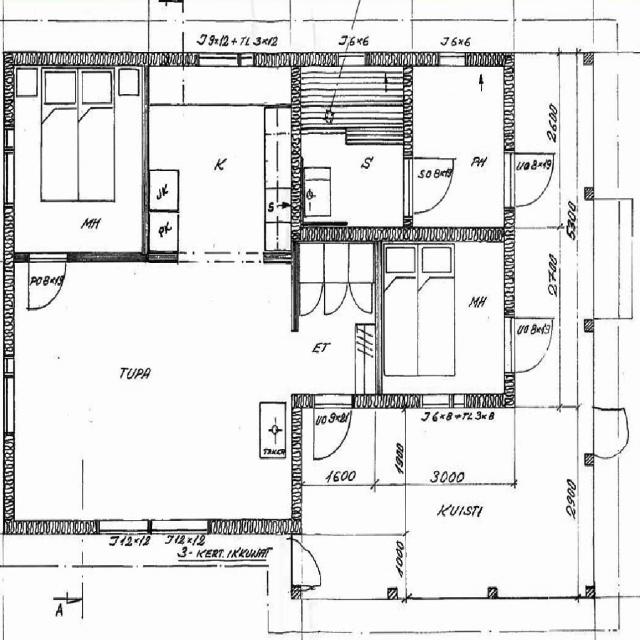 I 9×12 + TL 3×12
I 6×6
I 6×6
K
S
PH
SO 8×19
UO 8×19
2600
5300
JK
PK
S
MH
PO 8×19
2700
MH
UO 8×19
ET
TUPA
TAKKA
UO 9×21
I 6×8 + TL 3×8
1900
1600
3000
KUISTI
2900
I 12×12
I 12×12
3-KERT. IKKUNAT
1000
A